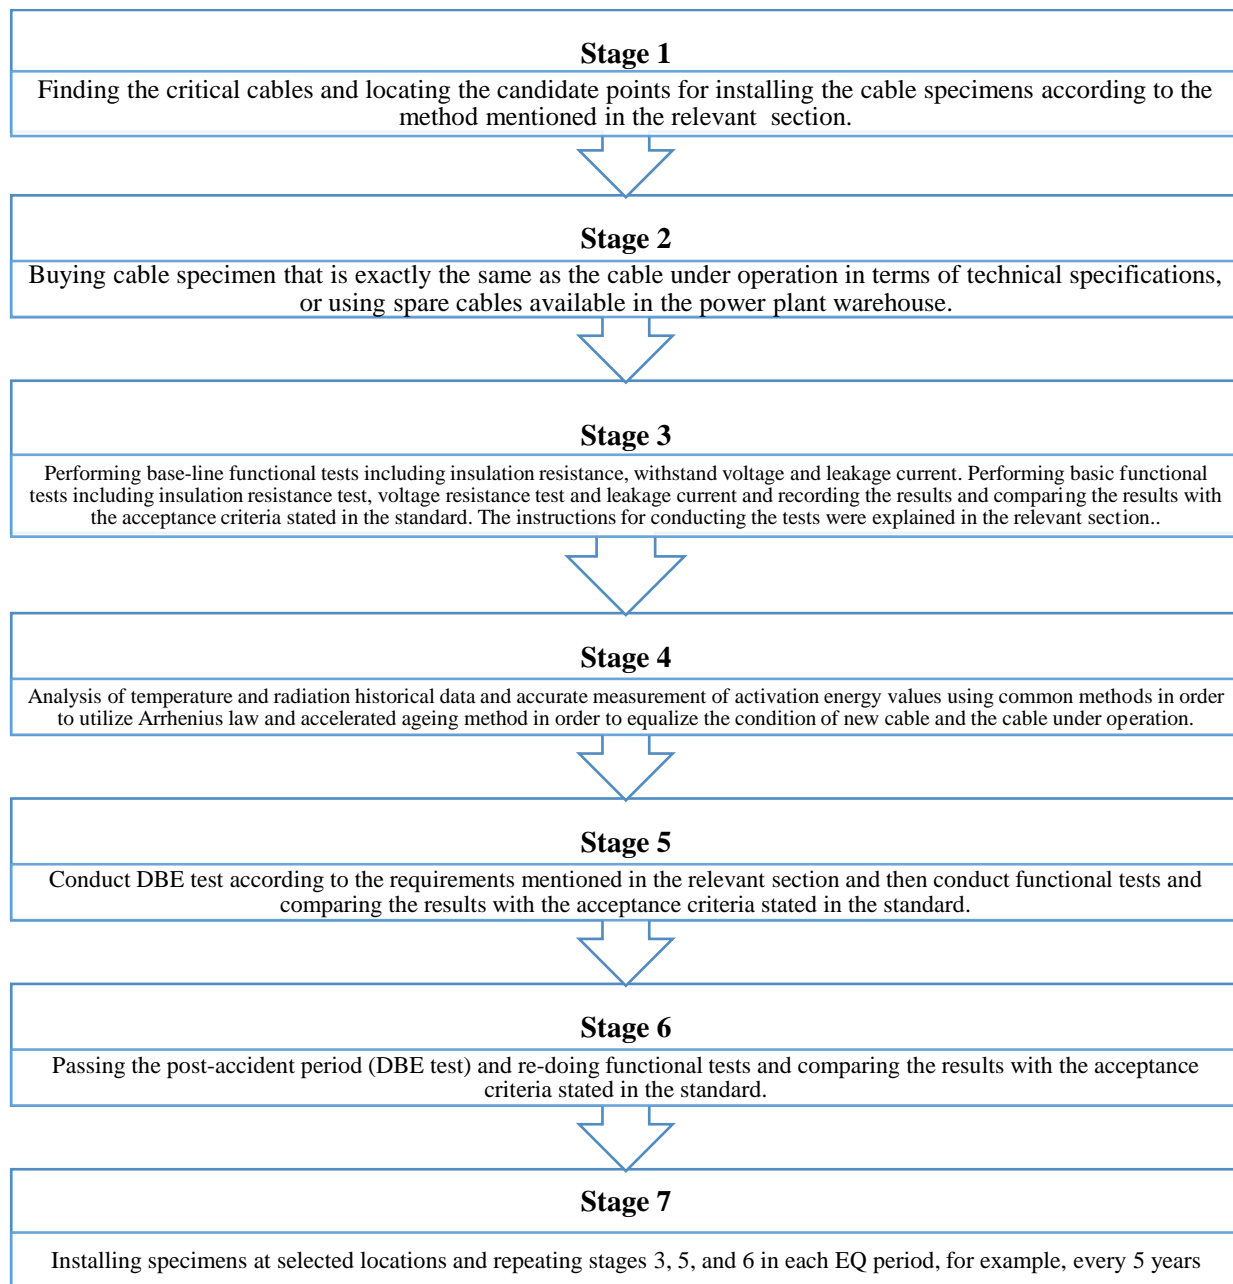 Stage 1
Finding the critical cables and locating the candidate points for installing the cable specimens according to the
method mentioned in the relevant section.
Stage 2
Buying cable specimen that is exactly the same as the cable under operation in terms of technical specifications,
or using spare cables available in the power plant warehouse.
Stage 3
Performing base-line functional tests including insulation resistance, withstand voltage and leakage current. Performing basic functional
tests including insulation resistance test, voltage resistance test and leakage current and recording the results and comparing the results with
the acceptance criteria stated in the standard. The instructions for conducting the tests were explained in the relevant section..
Stage 4
Analysis of temperature and radiation historical data and accurate measurement of activation energy values using common methods in order
to utilize Arrhenius law and accelerated ageing method in order to equalize the condition of new cable and the cable under operation.
Stage 5
Conduct DBE test according to the requirements mentioned in the relevant section and then conduct functional tests and
comparing the results with the acceptance criteria stated in the standard.
Stage 6
Passing the post-accident period (DBE test) and re-doing functional tests and comparing the results with the acceptance
criteria stated in the standard.
Stage 7
Installing specimens at selected locations and repeating stages 3, 5, and 6 in each EQ period, for example, every 5 years